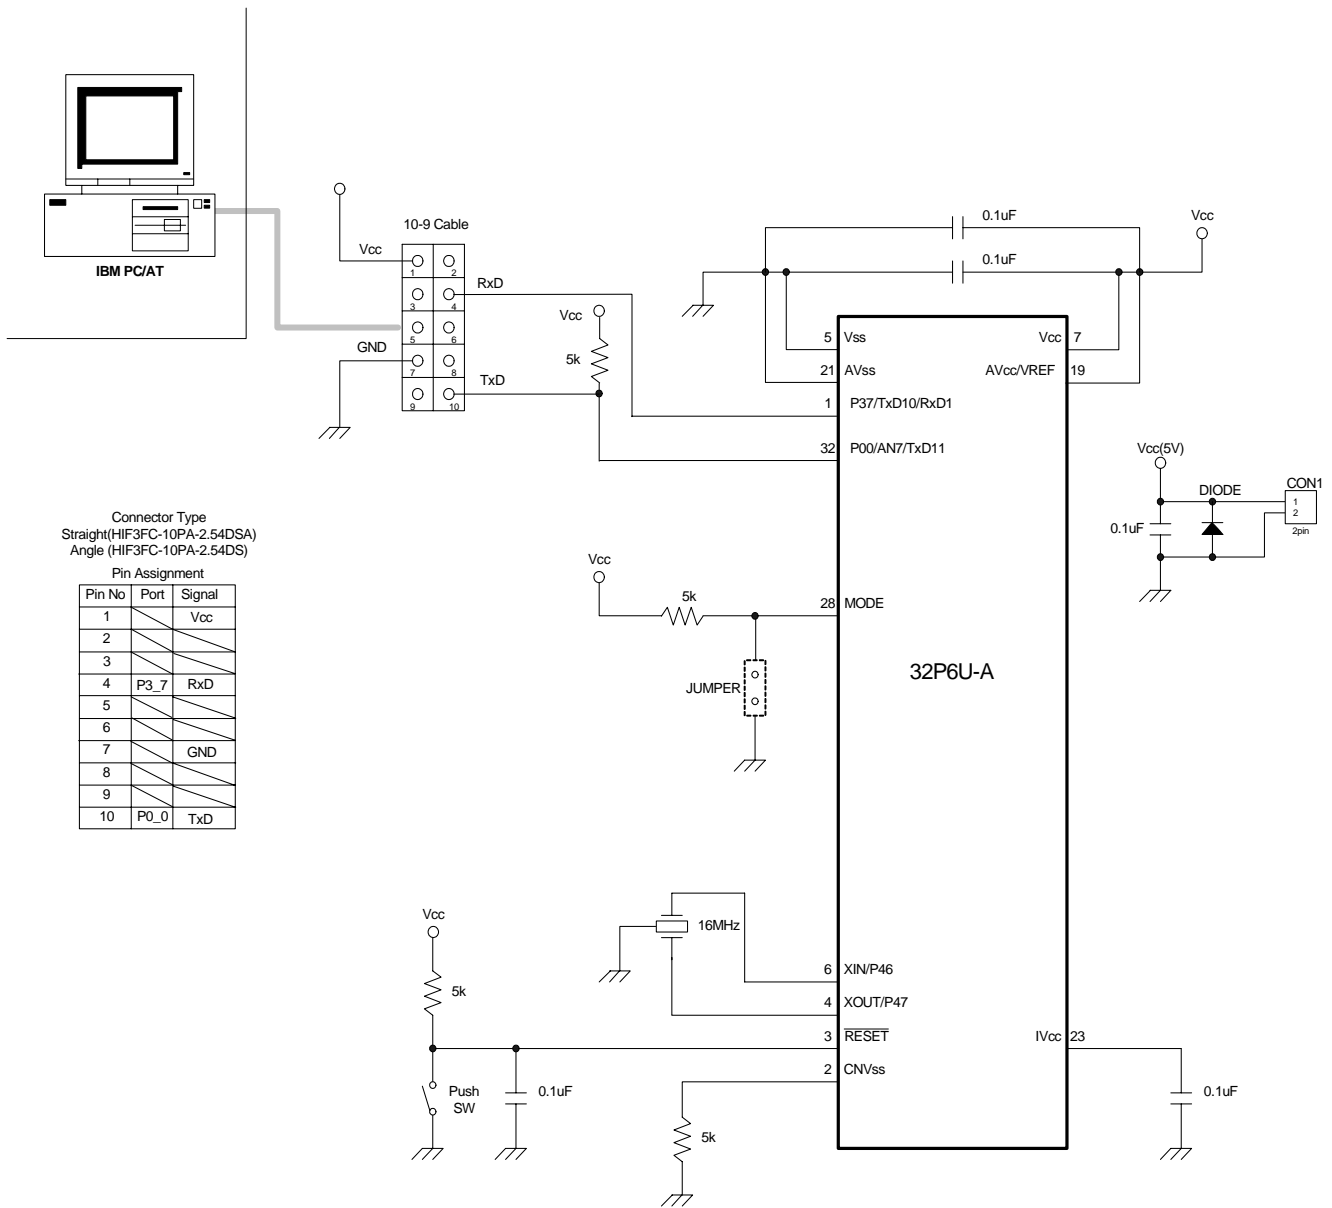 IBM PC/AT
10-9 Cable
Vcc
1 2
RxD
3 4
5 6
GND
7 8
TxD
9 10
Vcc
5k
0.1uF
0.1uF
Vcc
5 Vss
Vcc 7
21 AVss
AVcc/VREF 19
1 P37/TxD10/RxD1
32 P00/AN7/TxD11
Vcc(5V)
DIODE
CON1
1
2
2pin
0.1uF
Connector Type
Straight(HIF3FC-10PA-2.54DSA)
Angle (HIF3FC-10PA-2.54DS)
Pin Assignment
Pin No Port Signal
1 Vcc
2
3
4 P3_7 RxD
5
6
7 GND
8
9
10 P0_0 TxD
Vcc
5k
28 MODE
JUMPER
32P6U-A
16MHz
6 XIN/P46
4 XOUT/P47
Vcc
5k
3 RESET
IVcc 23
2 CNVss
Push
SW
0.1uF
5k
0.1uF